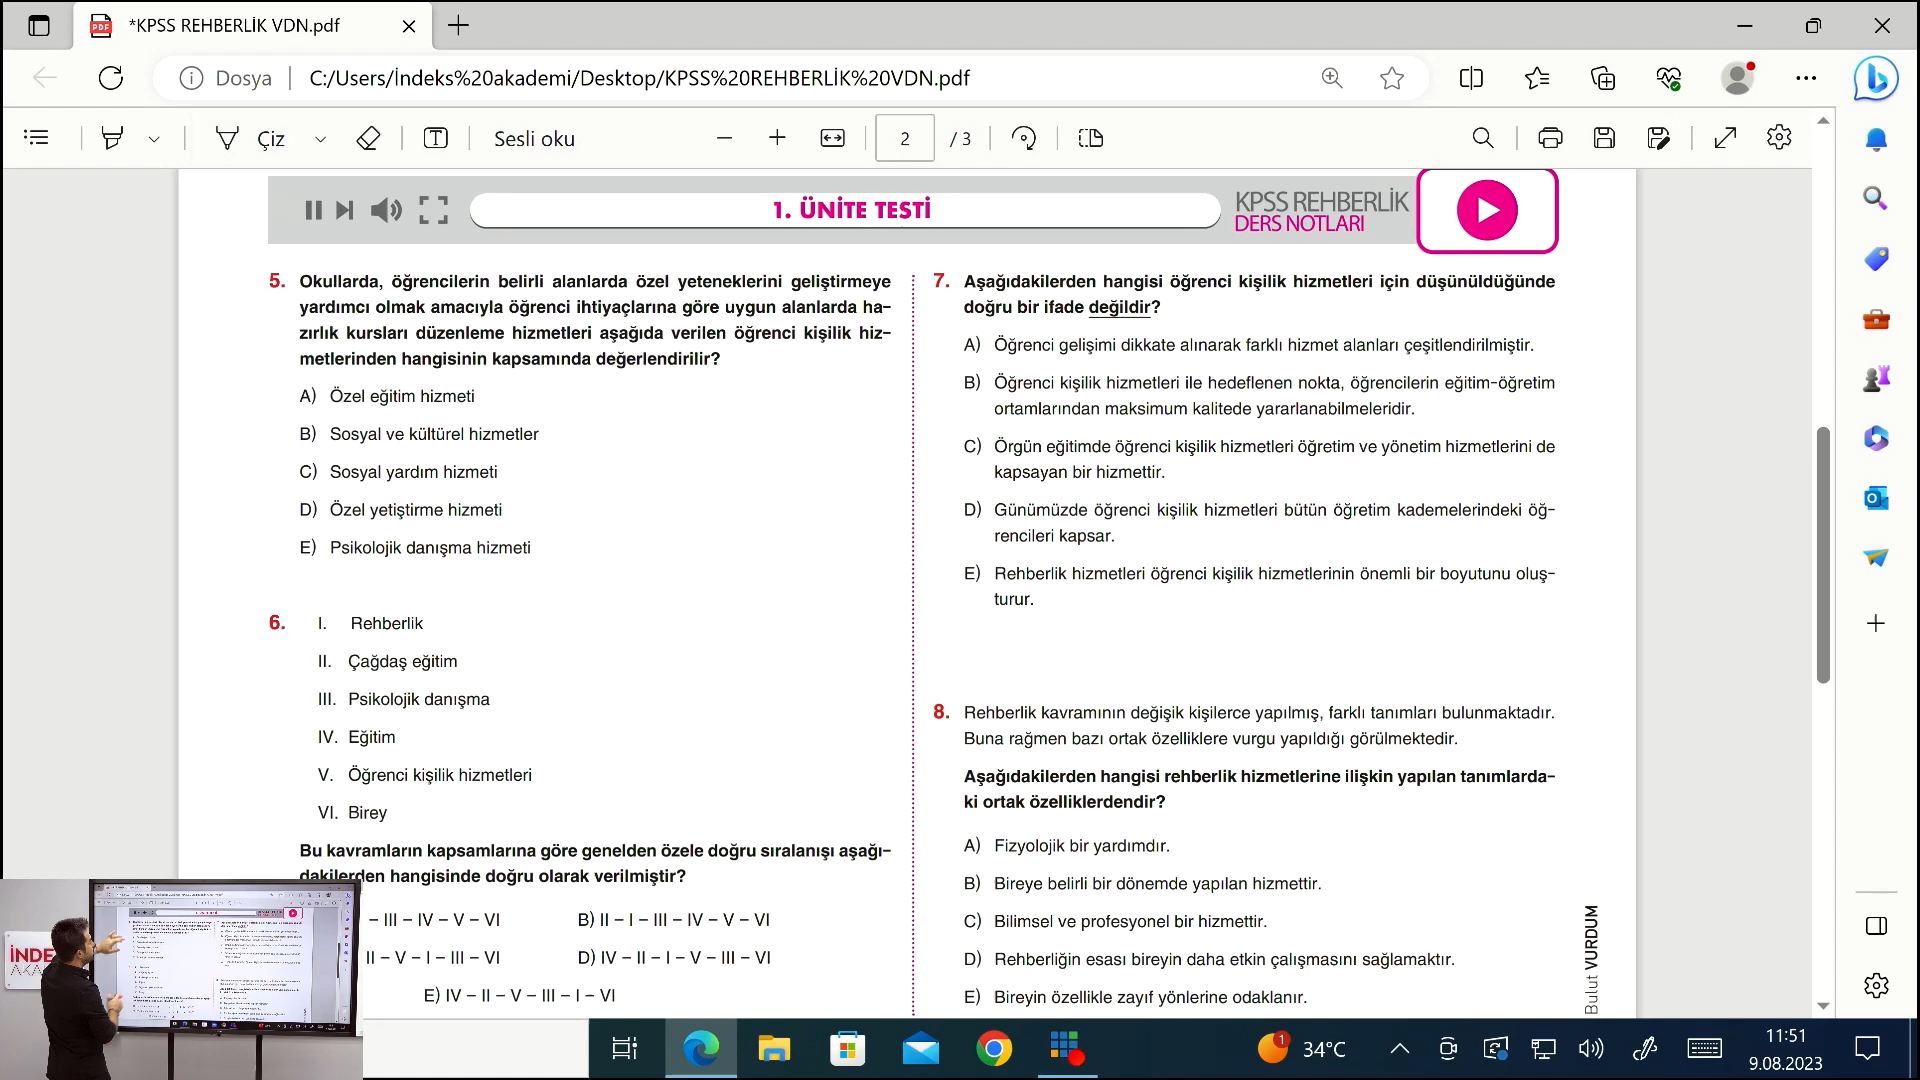 *KPSS REHBERLİK VDN.pdf
Dosya
C:/Users/İndeks%20akademi/Desktop/KPSS%20REHBERLİK%20VDN.pdf
Çiz
Sesli oku
2 / 3
1. ÜNİTE TESTİ
KPSS REHBERLİK
DERS NOTLARI
5. Okullarda, öğrencilerin belirli alanlarda özel yeteneklerini geliştirmeye
yardımcı olmak amacıyla öğrenci ihtiyaçlarına göre uygun alanlarda ha-
zırlık kursları düzenleme hizmetleri aşağıda verilen öğrenci kişilik hiz-
metlerinden hangisinin kapsamında değerlendirilir?
A) Özel eğitim hizmeti
B) Sosyal ve kültürel hizmetler
C) Sosyal yardım hizmeti
D) Özel yetiştirme hizmeti
E) Psikolojik danışma hizmeti
6. I. Rehberlik
II. Çağdaş eğitim
III. Psikolojik danışma
IV. Eğitim
V. Öğrenci kişilik hizmetleri
VI. Birey
Bu kavramların kapsamlarına göre genelden özele doğru sıralanışı aşağı-
dakilerden hangisinde doğru olarak verilmiştir?
– III – IV – V – VI
B) II – I – III – IV – V – VI
II – V – I – III – VI
D) IV – II – I – V – III – VI
E) IV – II – V – III – I – VI
7. Aşağıdakilerden hangisi öğrenci kişilik hizmetleri için düşünüldüğünde
doğru bir ifade değildir?
A) Öğrenci gelişimi dikkate alınarak farklı hizmet alanları çeşitlendirilmiştir.
B) Öğrenci kişilik hizmetleri ile hedeflenen nokta, öğrencilerin eğitim-öğretim
ortamlarından maksimum kalitede yararlanabilmeleridir.
C) Örgün eğitimde öğrenci kişilik hizmetleri öğretim ve yönetim hizmetlerini de
kapsayan bir hizmettir.
D) Günümüzde öğrenci kişilik hizmetleri bütün öğretim kademelerindeki öğ-
rencileri kapsar.
E) Rehberlik hizmetleri öğrenci kişilik hizmetlerinin önemli bir boyutunu oluş-
turur.
8. Rehberlik kavramının değişik kişilerce yapılmış, farklı tanımları bulunmaktadır.
Buna rağmen bazı ortak özelliklere vurgu yapıldığı görülmektedir.
Aşağıdakilerden hangisi rehberlik hizmetlerine ilişkin yapılan tanımlarda-
ki ortak özelliklerdendir?
A) Fizyolojik bir yardımdır.
B) Bireye belirli bir dönemde yapılan hizmettir.
C) Bilimsel ve profesyonel bir hizmettir.
D) Rehberliğin esası bireyin daha etkin çalışmasını sağlamaktır.
E) Bireyin özellikle zayıf yönlerine odaklanır.
Bulut VURDUM
1
34°C
11:51
9.08.2023